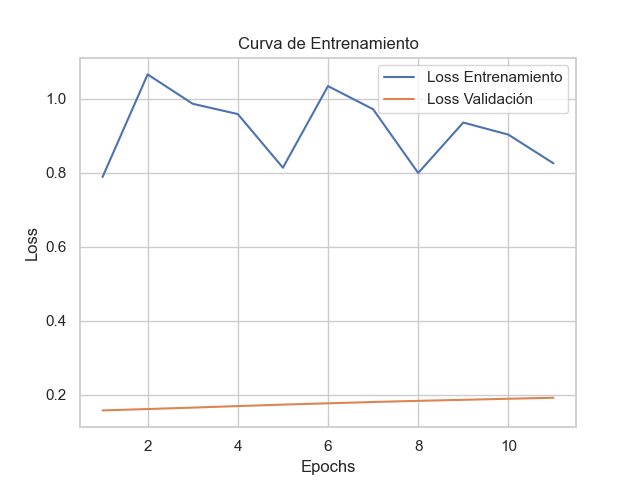 Curva de Entrenamiento
Loss Entrenamiento
Loss Validación
1.0
0.8
0.6
0.4
0.2
Loss
2
4
6
8
10
Epochs